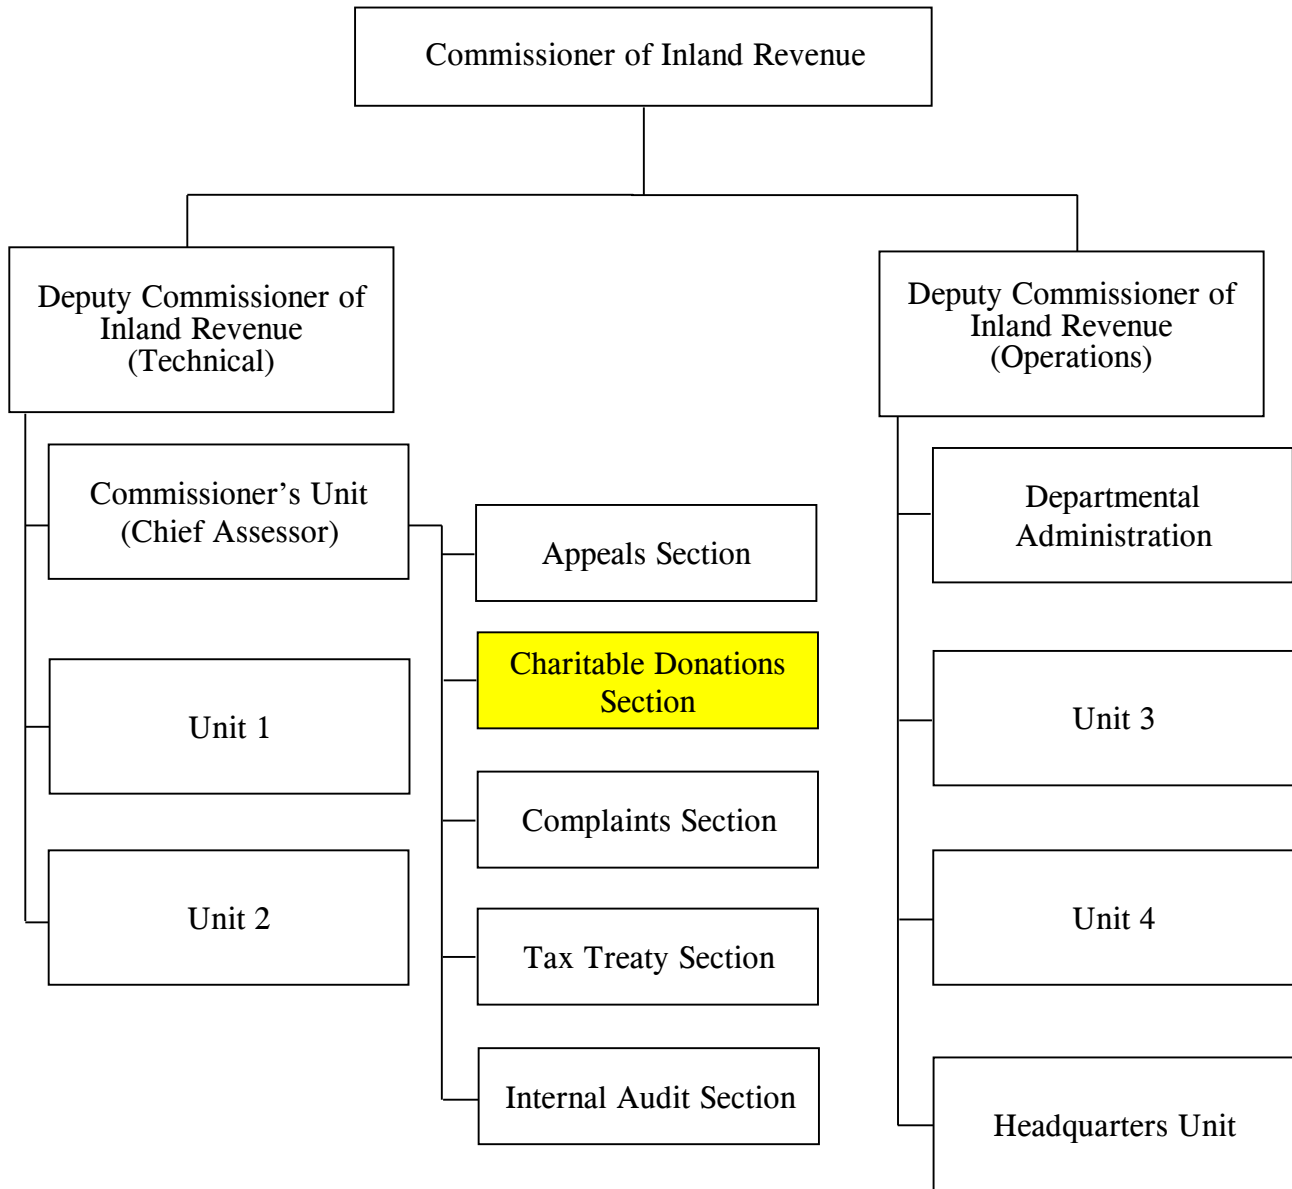 Commissioner of Inland Revenue
Deputy Commissioner of
Inland Revenue
(Technical)
Deputy Commissioner of
Inland Revenue
(Operations)
Commissioner’s Unit
(Chief Assessor)
Unit 1
Unit 2
Appeals Section
Charitable Donations
Section
Complaints Section
Tax Treaty Section
Internal Audit Section
Departmental
Administration
Unit 3
Unit 4
Headquarters Unit